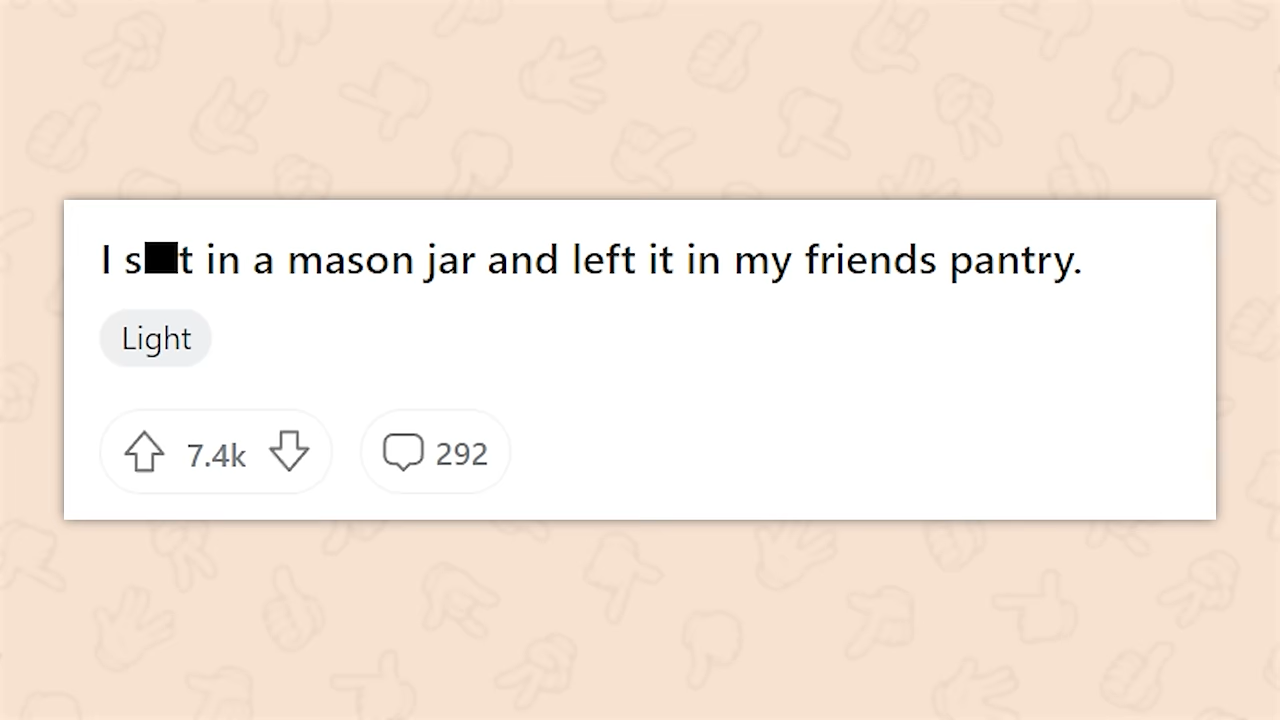 I s■t in a mason jar and left it in my friends pantry.
Light
7.4k
292